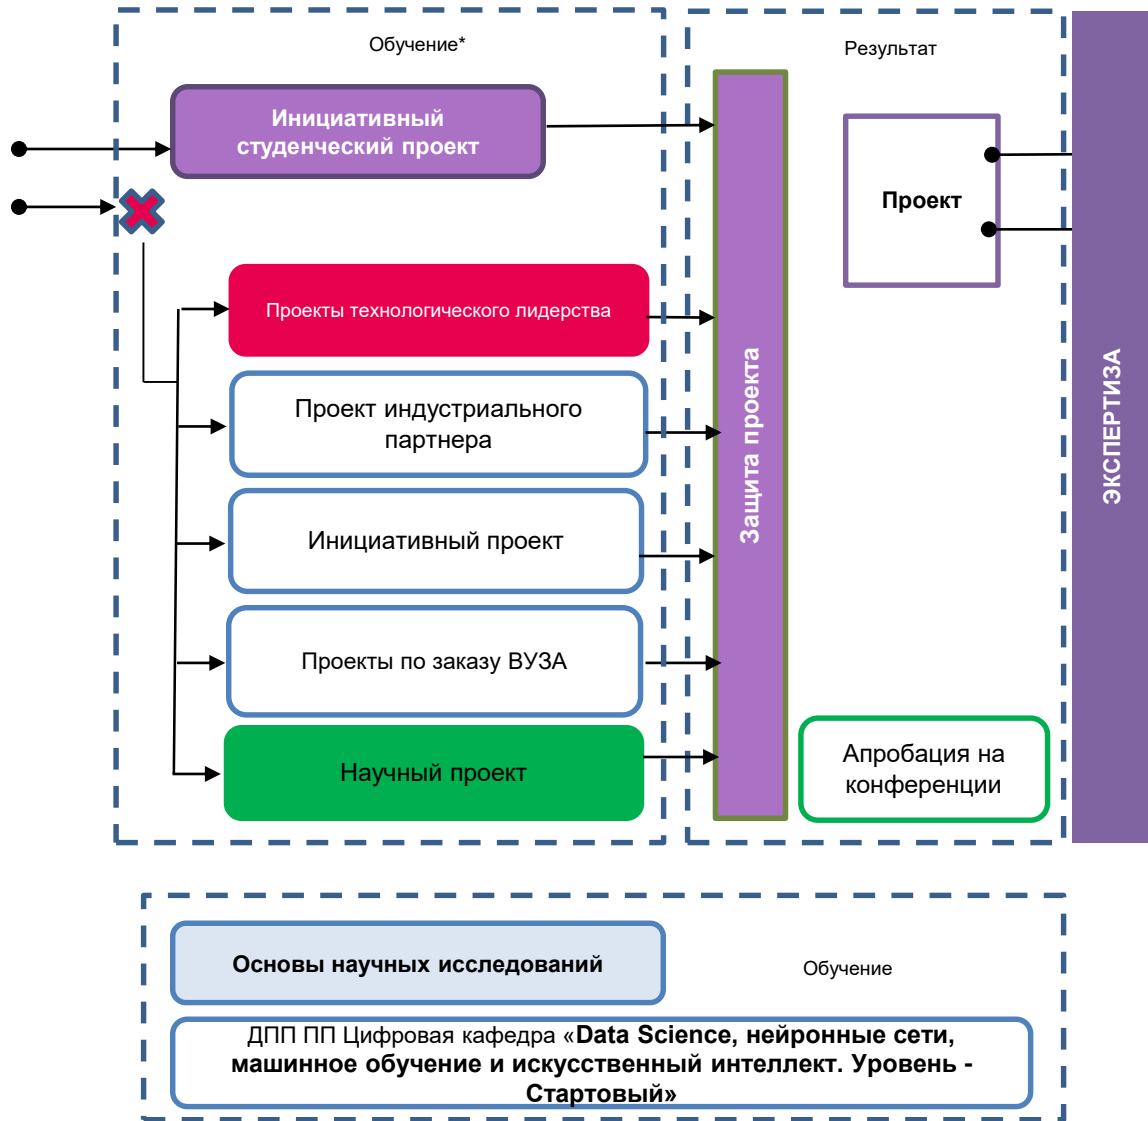 Обучение*
Результат
Инициативный
студенческий проект
Проект
Проекты технологического лидерства
Проект индустриального
партнера
Инициативный проект
Проекты по заказу ВУЗА
Научный проект
Защита проекта
Апробация на
конференции
ЭКСПЕРТИЗА
Основы научных исследований
Обучение
ДПП ПП Цифровая кафедра «Data Science, нейронные сети,
машинное обучение и искусственный интеллект. Уровень -
Стартовый»